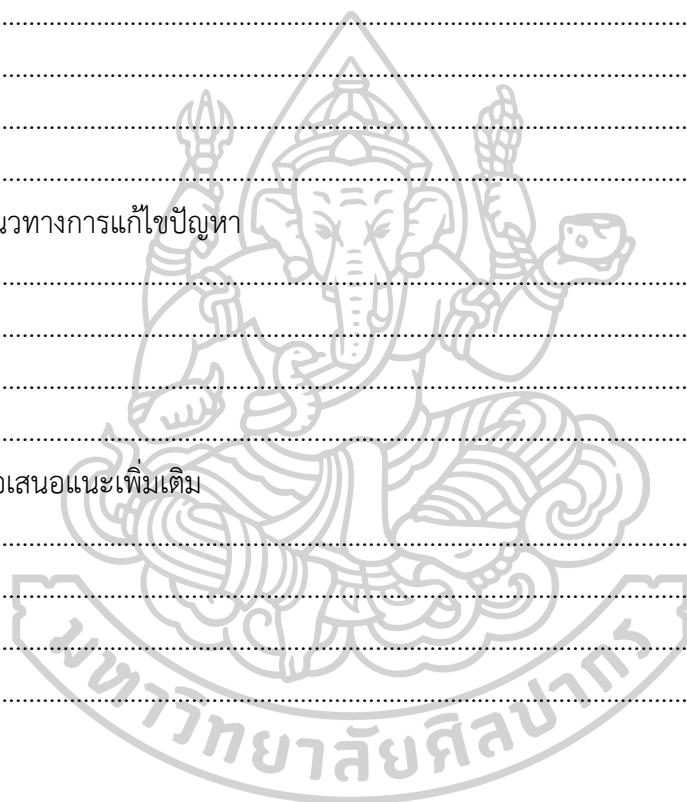 นวทางการแก้ไขปัญหา
อเสนอแนะเพิ่มเติม
มหาวิทยาลัยศิลปากร